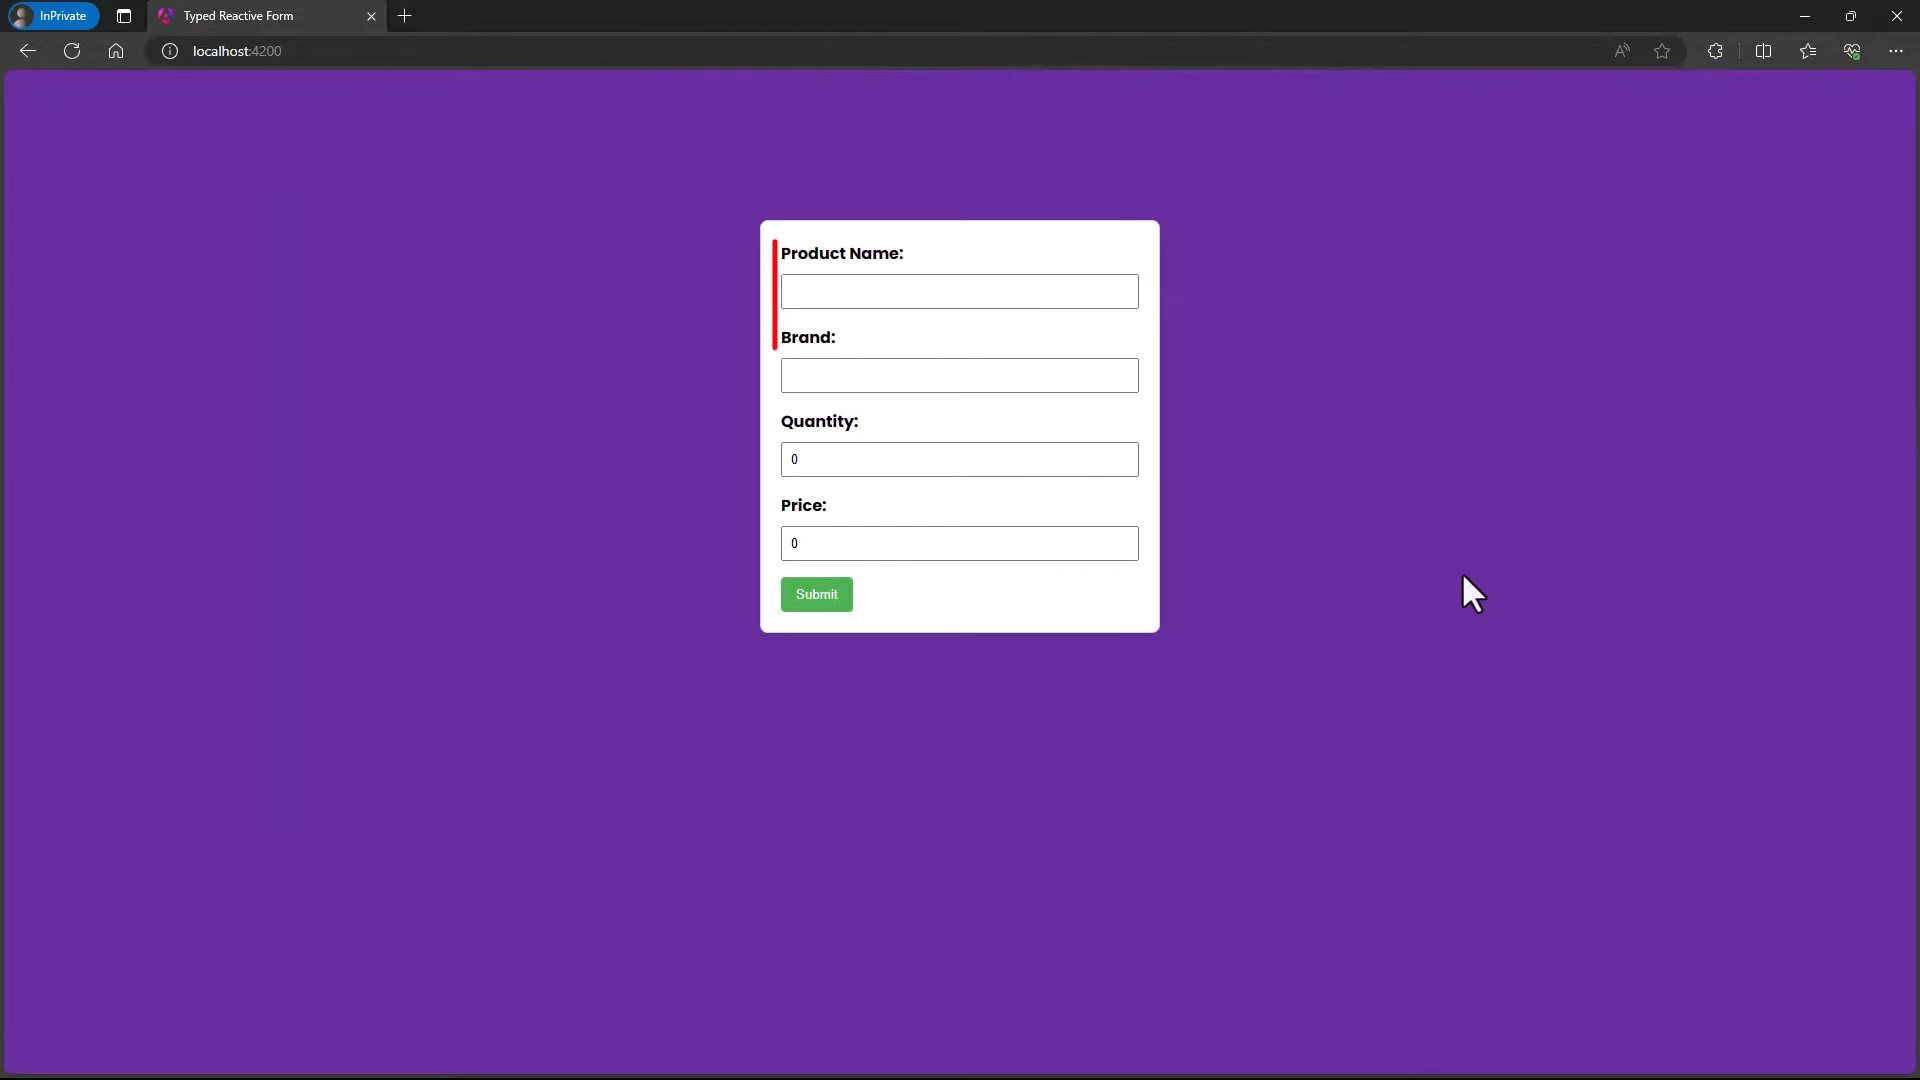 InPrivate
Typed Reactive Form
localhost:4200
Product Name:
Brand:
Quantity:
0
Price:
0
Submit